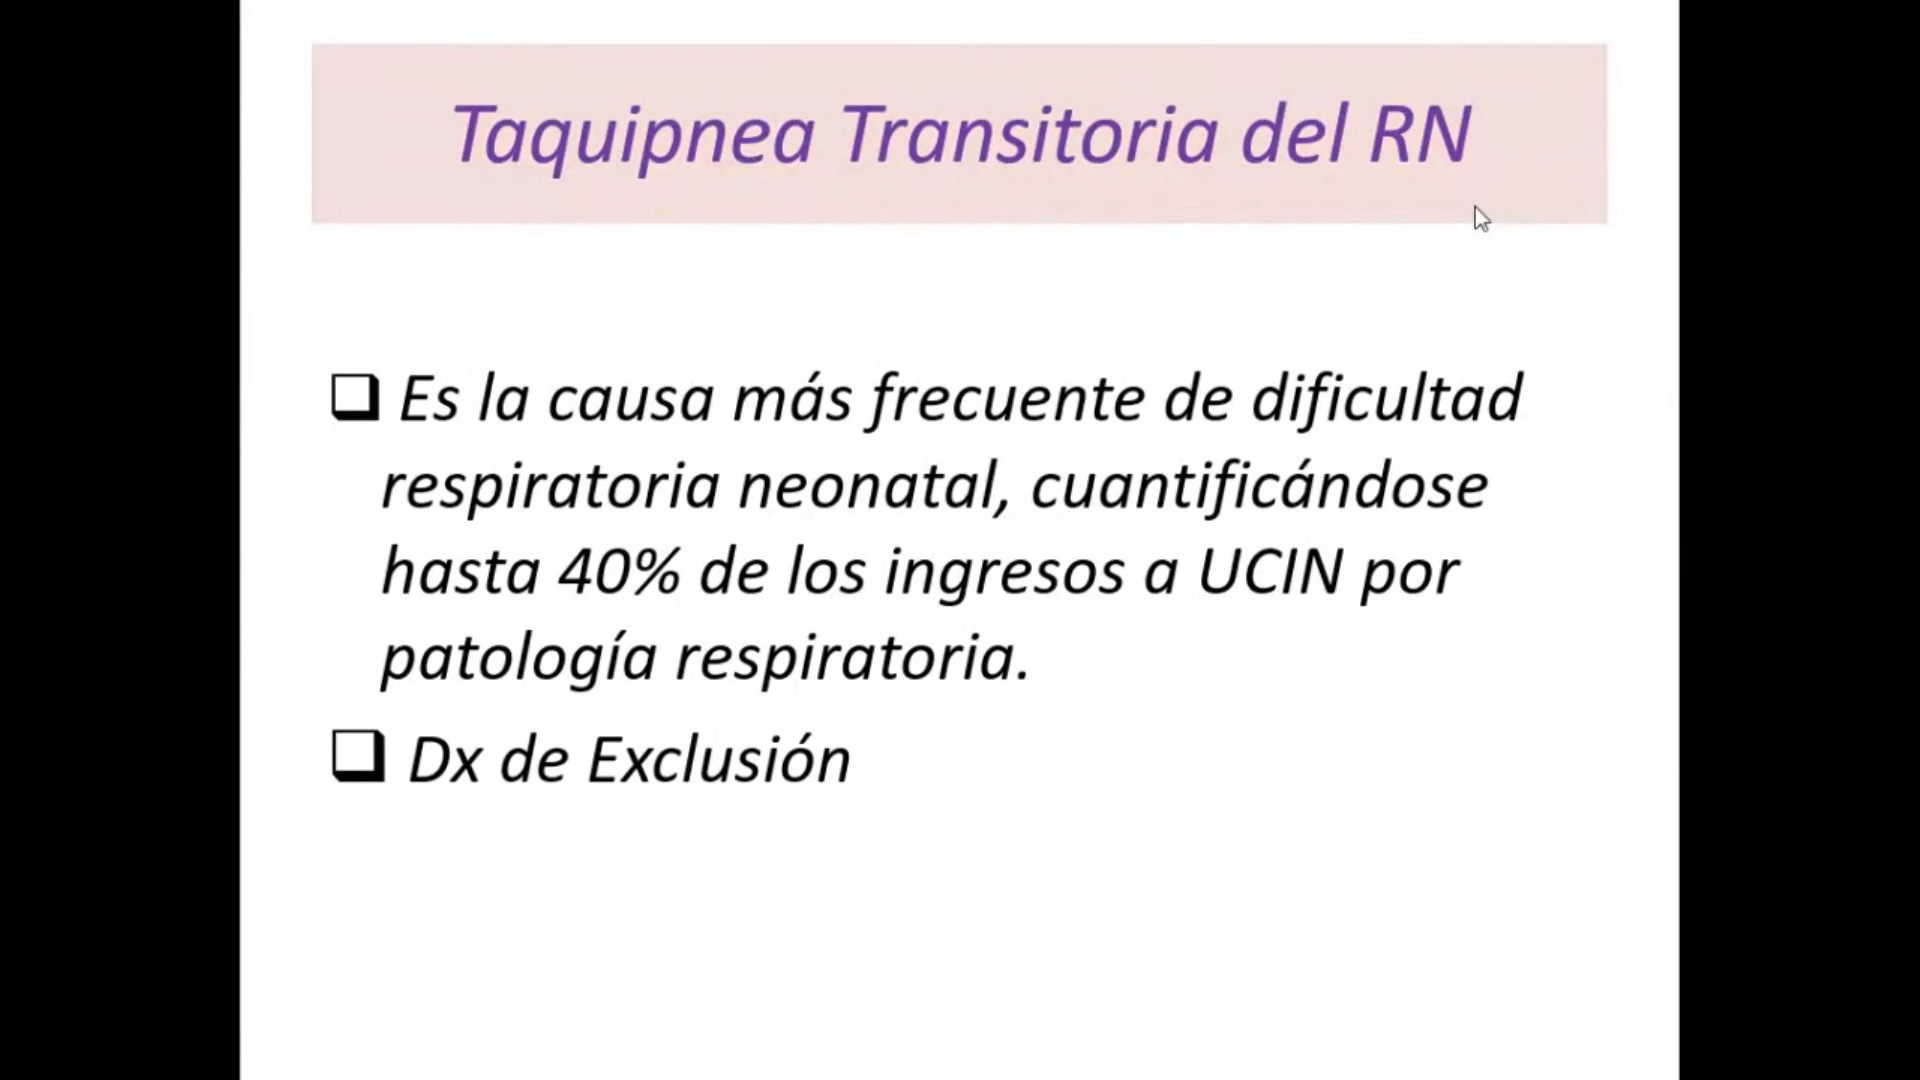 Taquipnea Transitoria del RN
Es la causa más frecuente de dificultad
respiratoria neonatal, cuantificándose
hasta 40% de los ingresos a UCIN por
patología respiratoria.
Dx de Exclusión